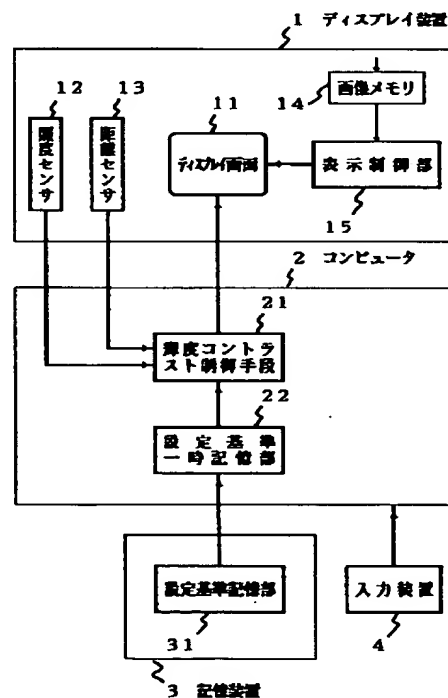 1 ディスプレイ装置
12
13
11
画像メモリ
14
照度センサ
距離センサ
ディスプレイ画面
表示制御部
15
2 コンピュータ
21
輝度コントラ
スト制御手段
22
設定基準
一時記憶部
設定基準記憶部
31
入力装置
4
3 記憶装置